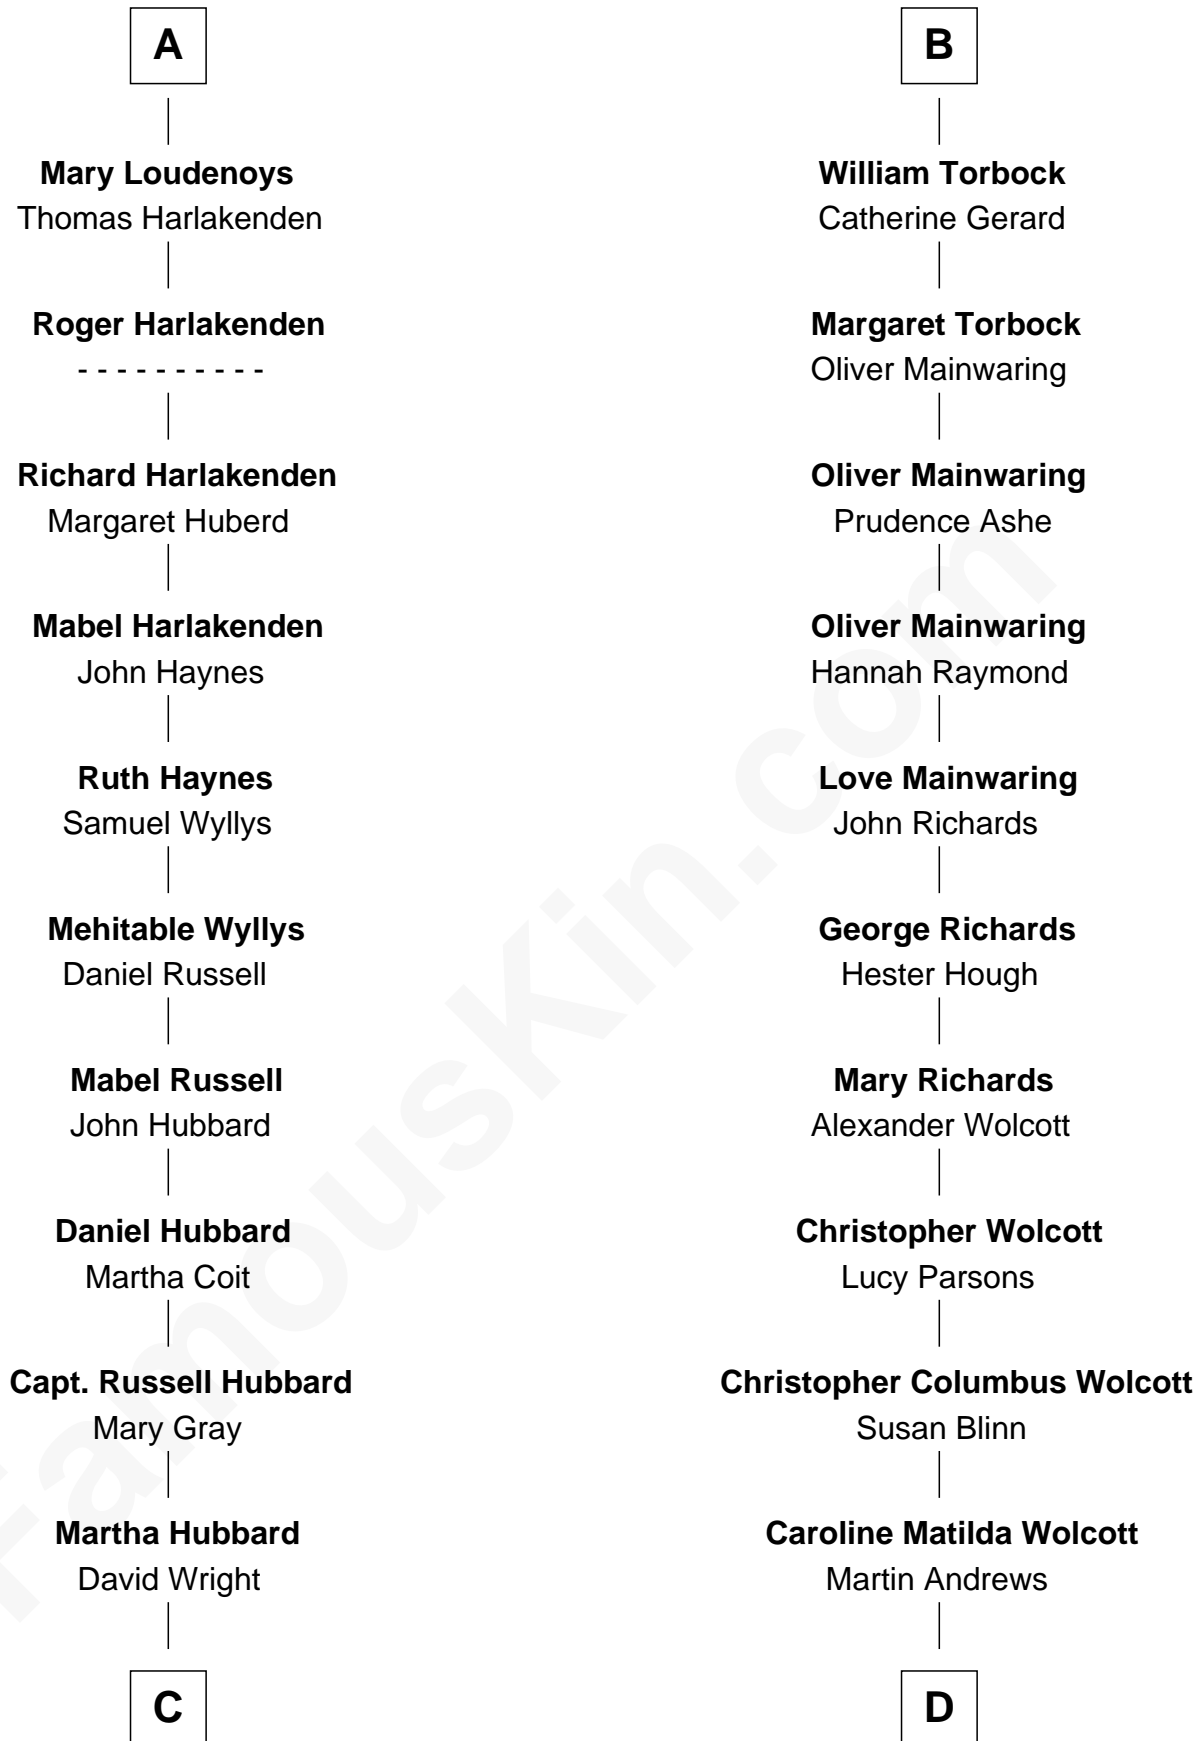 A
Mary Loudenoys
Thomas Harlakenden
Roger Harlakenden
- - - - - - - - - -
Richard Harlakenden
Margaret Huberd
Mabel Harlakenden
John Haynes
Ruth Haynes
Samuel Wyllys
Mehitable Wyllys
Daniel Russell
Mabel Russell
John Hubbard
Daniel Hubbard
Martha Coit
Capt. Russell Hubbard
Mary Gray
Martha Hubbard
David Wright
C
B
William Torbock
Catherine Gerard
Margaret Torbock
Oliver Mainwaring
Oliver Mainwaring
Prudence Ashe
Oliver Mainwaring
Hannah Raymond
Love Mainwaring
John Richards
George Richards
Hester Hough
Mary Richards
Alexander Wolcott
Christopher Wolcott
Lucy Parsons
Christopher Columbus Wolcott
Susan Blinn
Caroline Matilda Wolcott
Martin Andrews
D
FamousKin.com